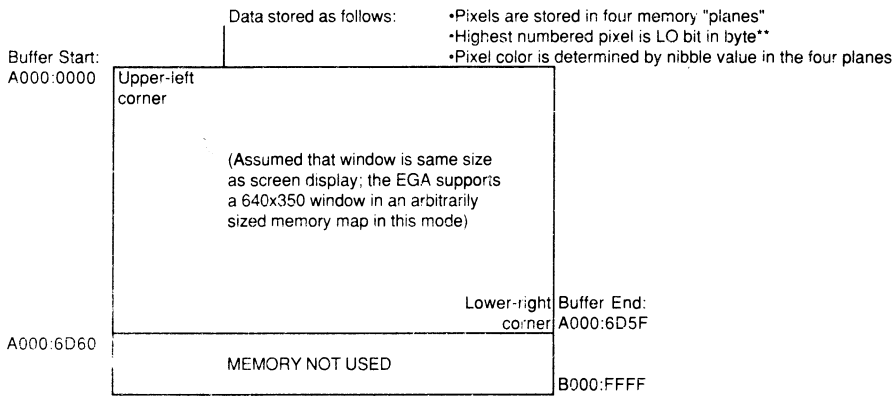 Data stored as follows:
•Pixels are stored in four memory "planes"
•Highest numbered pixel is LO bit in byte**
•Pixel color is determined by nibble value in the four planes
Buffer Start:
A000:0000
Upper-left
corner
(Assumed that window is same size
as screen display; the EGA supports
a 640x350 window in an arbitrarily
sized memory map in this mode)
Lower-right
corner
Buffer End:
A000:6D5F
A000:6D60
MEMORY NOT USED
B000:FFFF